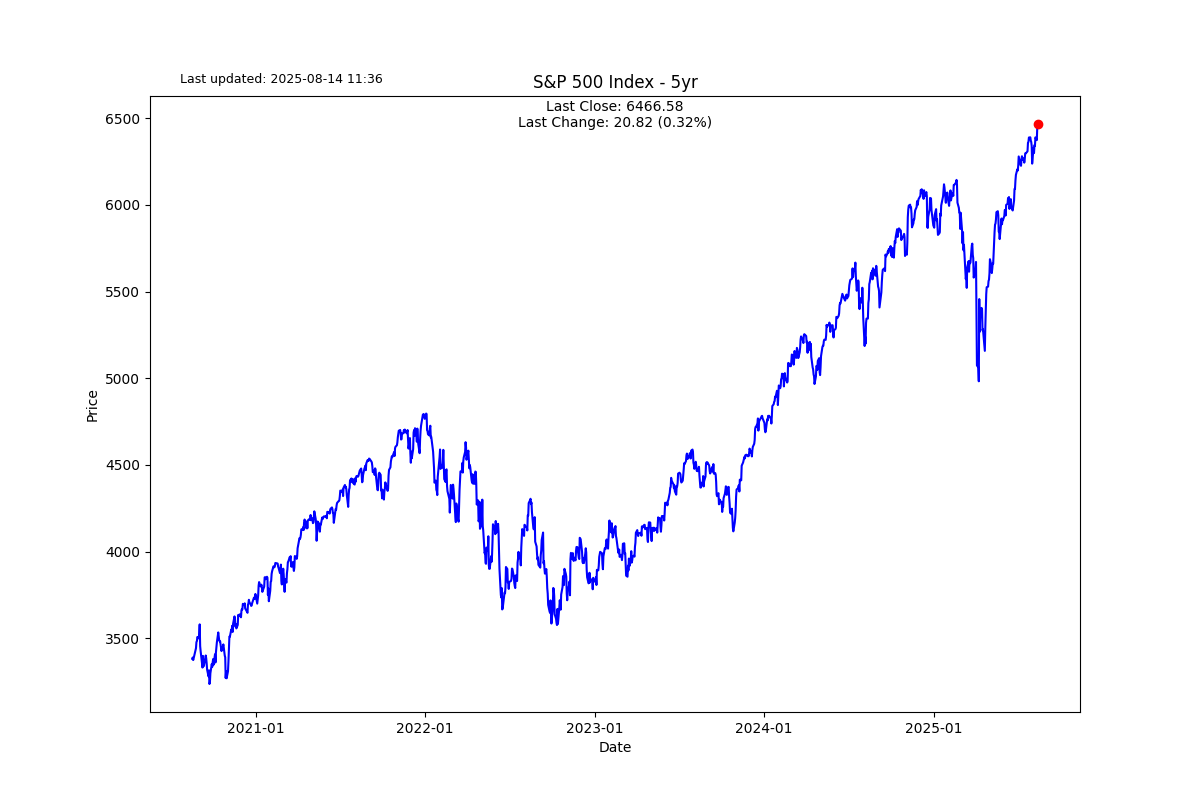 Last updated: 2025-08-14 11:36
S&P 500 Index - 5yr
Last Close: 6466.58
Last Change: 20.82 (0.32%)
6500
6000
5500
5000
4500
4000
3500
Price
2021-01
2022-01
2023-01
2024-01
2025-01
Date